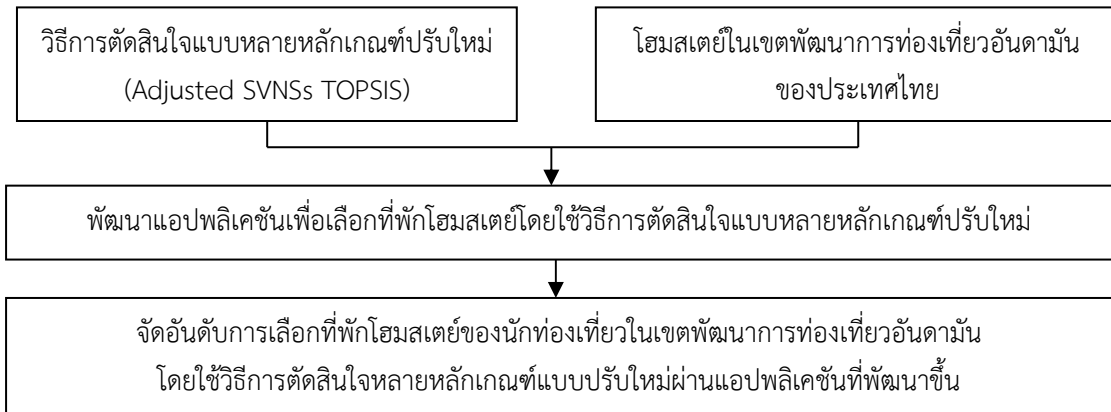 วิธีการตัดสินใจแบบหลายหลักเกณฑ์ปรับใหม่
(Adjusted SVNSs TOPSIS)
โฮมสเตย์ในเขตพัฒนาการท่องเที่ยวอันดามัน
ของประเทศไทย
พัฒนาแอปพลิเคชันเพื่อเลือกที่พักโฮมสเตย์โดยใช้วิธีการตัดสินใจแบบหลายหลักเกณฑ์ปรับใหม่
จัดอันดับการเลือกที่พักโฮมสเตย์ของนักท่องเที่ยวในเขตพัฒนาการท่องเที่ยวอันดามัน
โดยใช้วิธีการตัดสินใจหลายหลักเกณฑ์แบบปรับใหม่ผ่านแอปพลิเคชันที่พัฒนาขึ้น